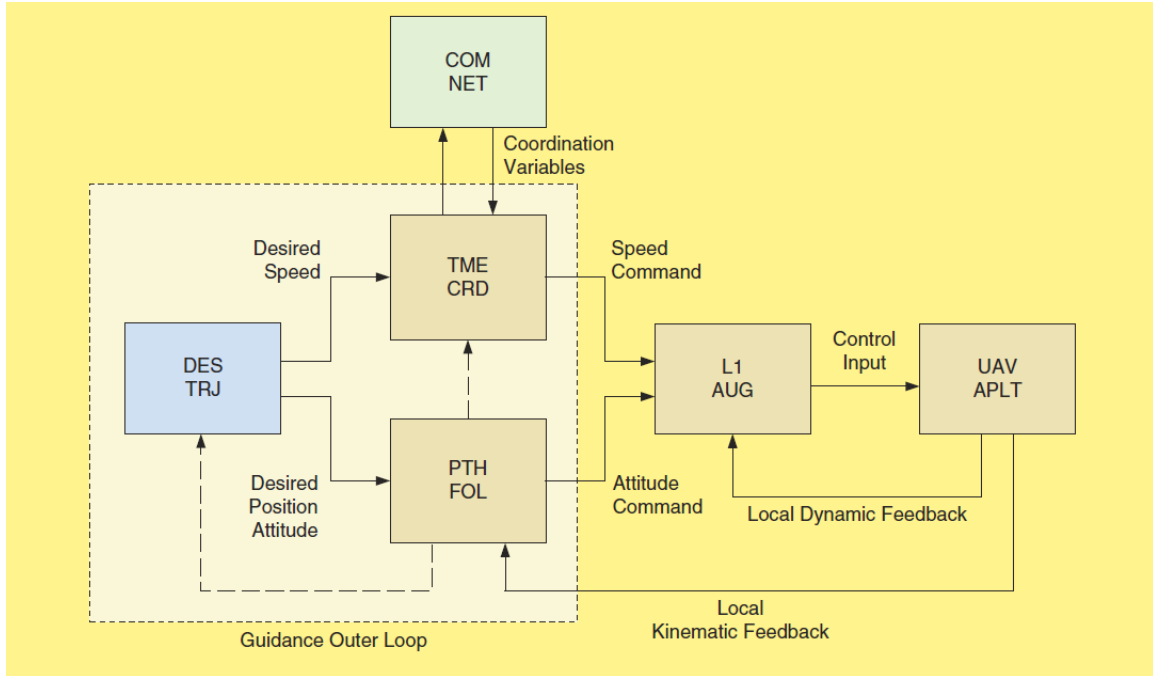 COM
NET
Coordination
Variables
Desired
Speed
TME
CRD
Speed
Command
DES
TRJ
L1
AUG
Control
Input
UAV
APLT
Desired
Position
Attitude
PTH
FOL
Attitude
Command
Local Dynamic Feedback
Local
Kinematic Feedback
Guidance Outer Loop